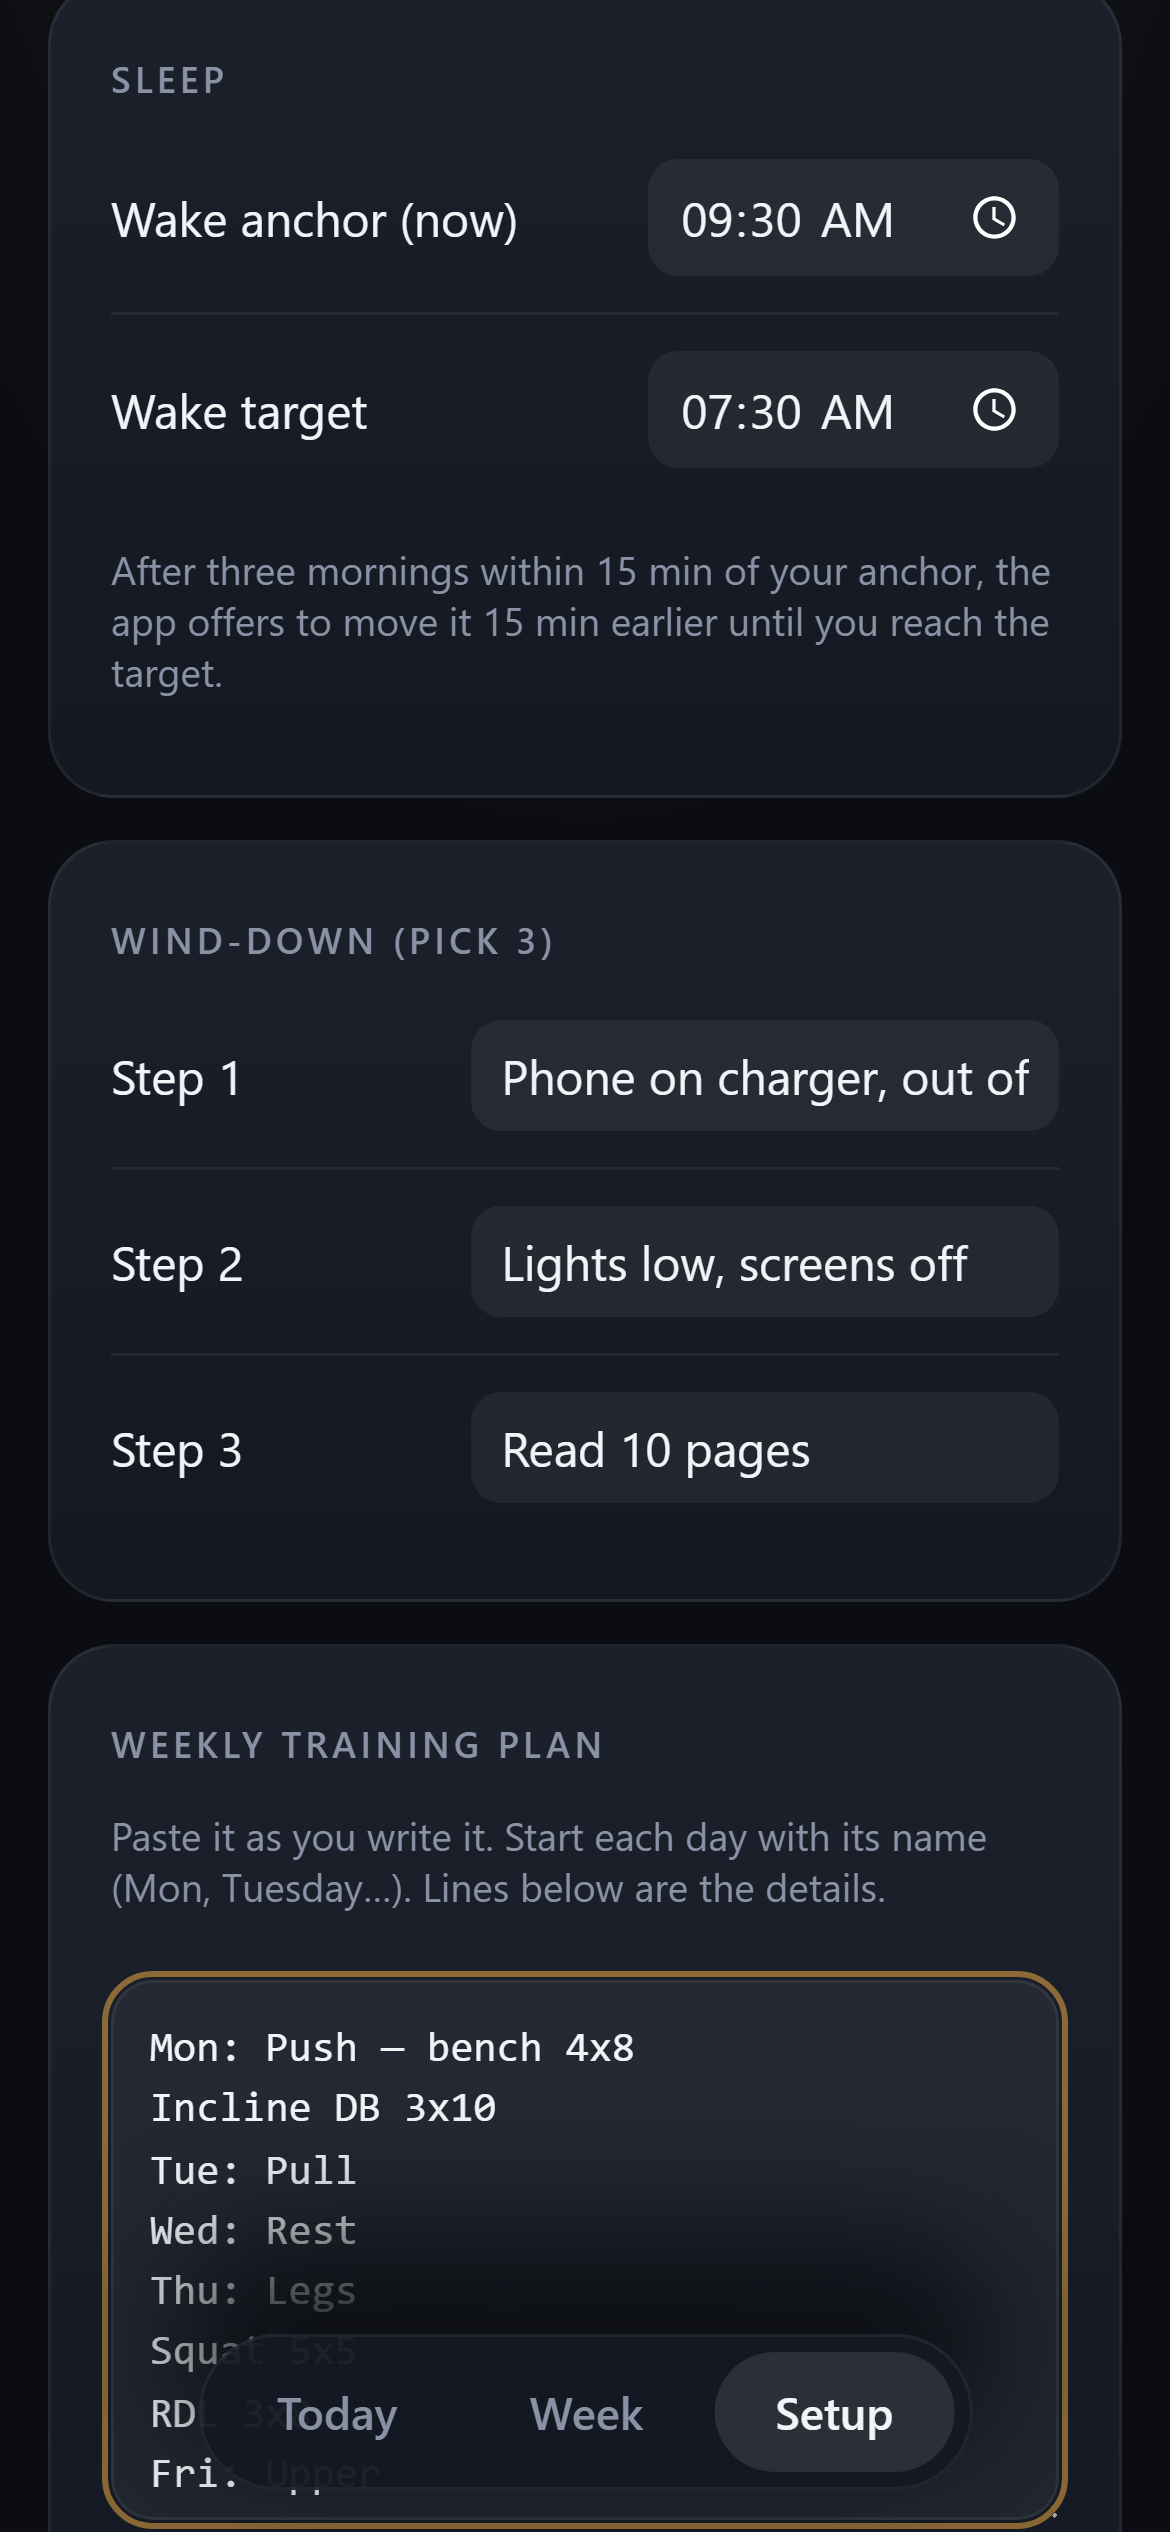 SLEEP
Wake anchor (now)
09:30 AM
Wake target
07:30 AM
After three mornings within 15 min of your anchor, the
app offers to move it 15 min earlier until you reach the
target.
WIND-DOWN (PICK 3)
Step 1
Phone on charger, out of
Step 2
Lights low, screens off
Step 3
Read 10 pages
WEEKLY TRAINING PLAN
Paste it as you write it. Start each day with its name
(Mon, Tuesday…). Lines below are the details.
Mon: Push — bench 4x8
Incline DB 3x10
Tue: Pull
Wed: Rest
Thu: Legs
Squat 5x5
RDL
Fri: Upper
Today
Week
Setup